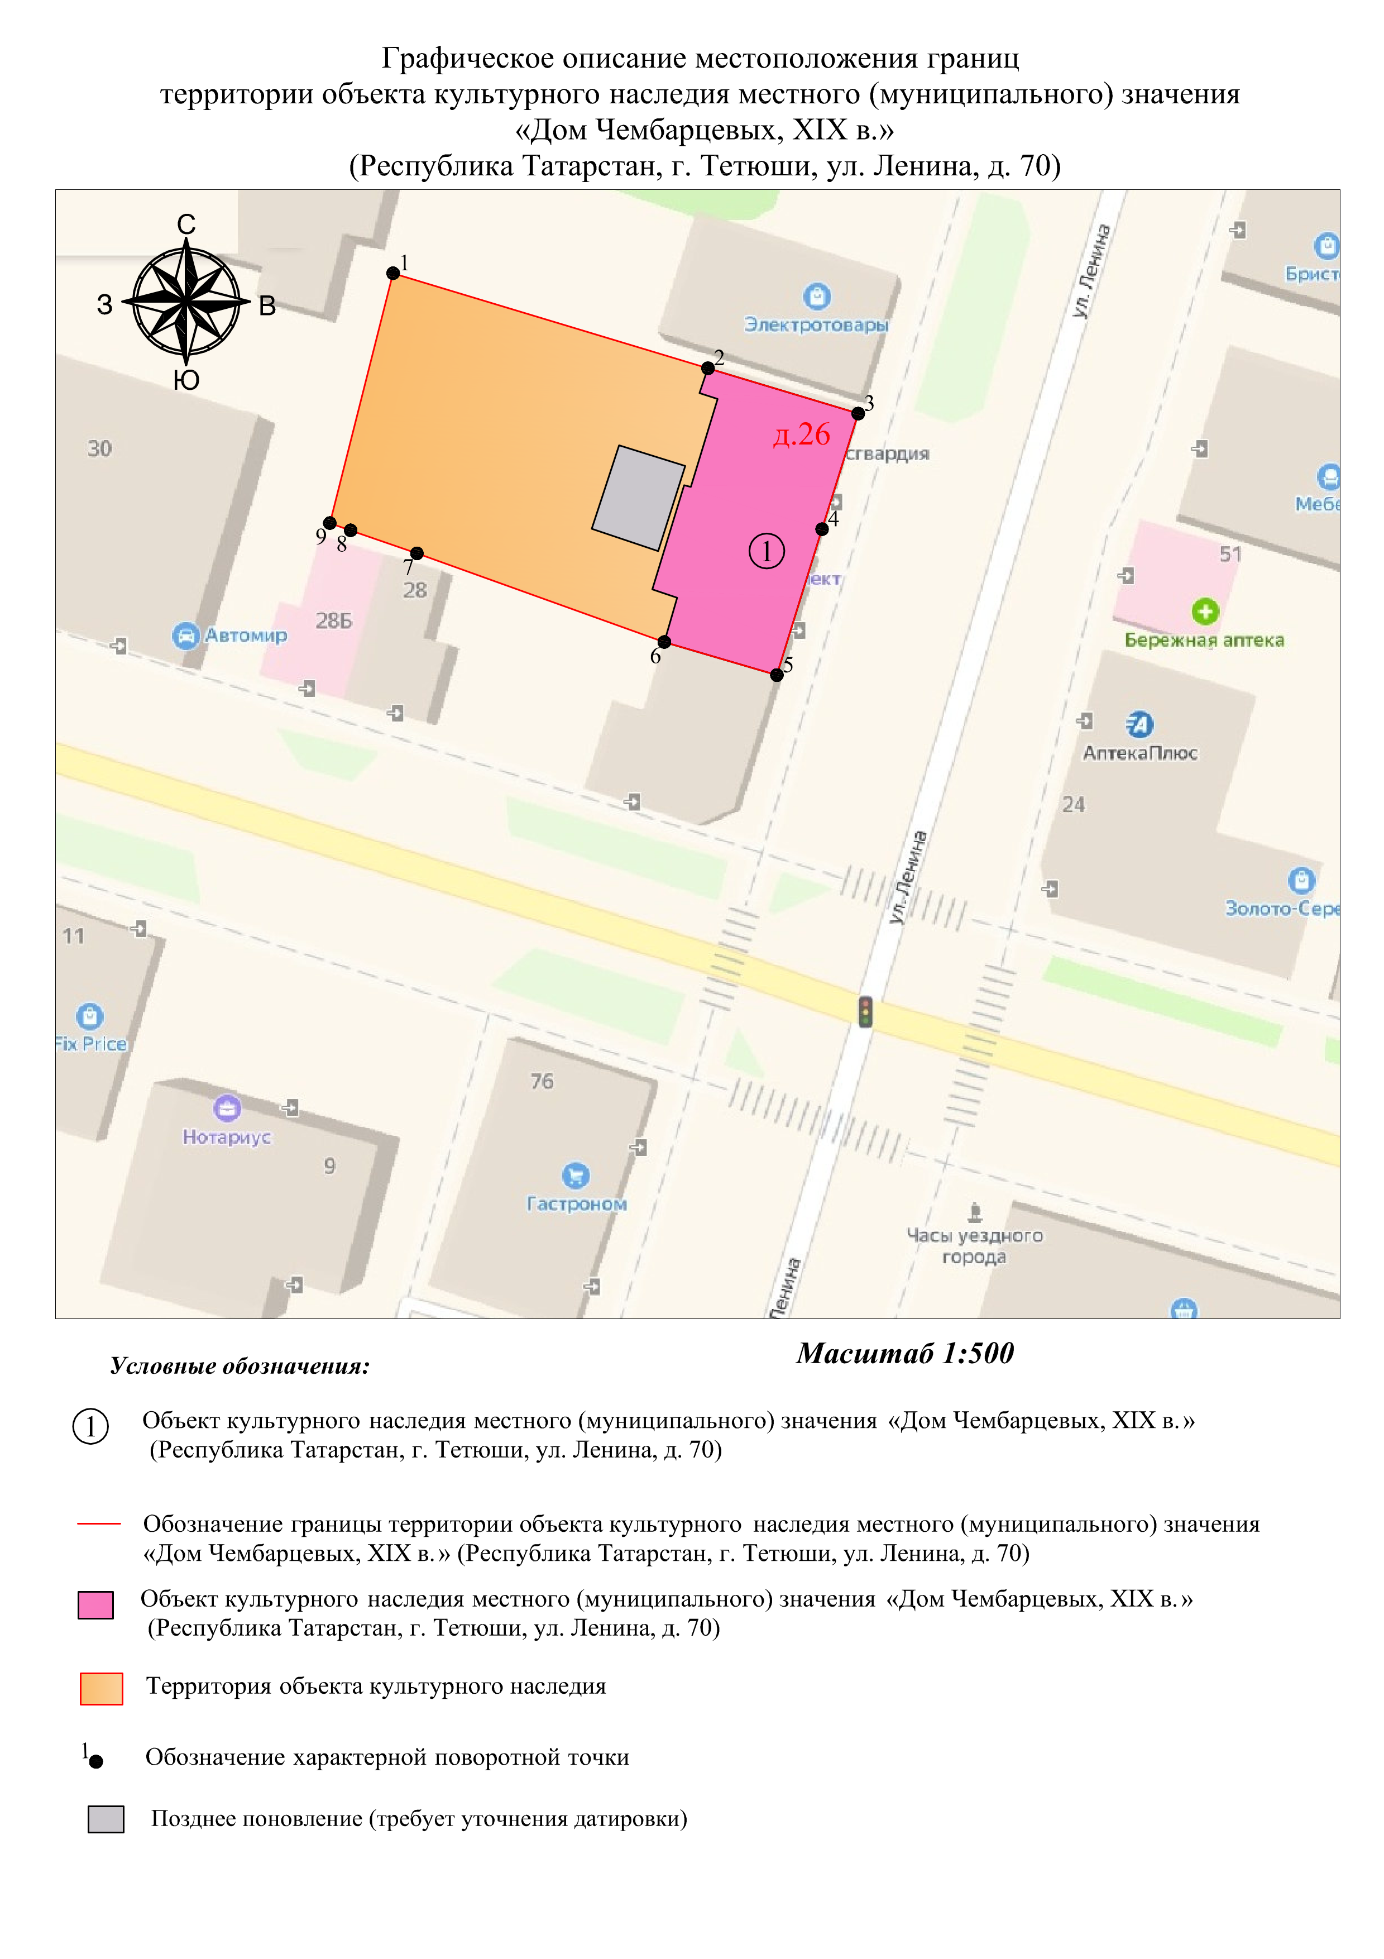 Графическое описание местоположения границ
территории объекта культурного наследия местного (муниципального) значения
«Дом Чембарцевых, XIX в.»
(Республика Татарстан, г. Тетюши, ул. Ленина, д. 70)
С
З
В
Ю
1
2
3
4
5
6
7
8
9
д.26
1
Электротовары
ул. Ленина
Брист
30
сгвардия
Мебе
51
ект
28
28Б
Автомир
Бережная аптека
АптекаПлюс
24
ул. Ленина
Золото-Сере
11
Fix Price
76
Нотариус
9
Гастроном
Часы уездного
города
Ленина
Масштаб 1:500
Условные обозначения:
1
Объект культурного наследия местного (муниципального) значения «Дом Чембарцевых, XIX в.»
(Республика Татарстан, г. Тетюши, ул. Ленина, д. 70)
Обозначение границы территории объекта культурного наследия местного (муниципального) значения
«Дом Чембарцевых, XIX в.» (Республика Татарстан, г. Тетюши, ул. Ленина, д. 70)
Объект культурного наследия местного (муниципального) значения «Дом Чембарцевых, XIX в.»
(Республика Татарстан, г. Тетюши, ул. Ленина, д. 70)
Территория объекта культурного наследия
1
Обозначение характерной поворотной точки
Позднее поновление (требует уточнения датировки)